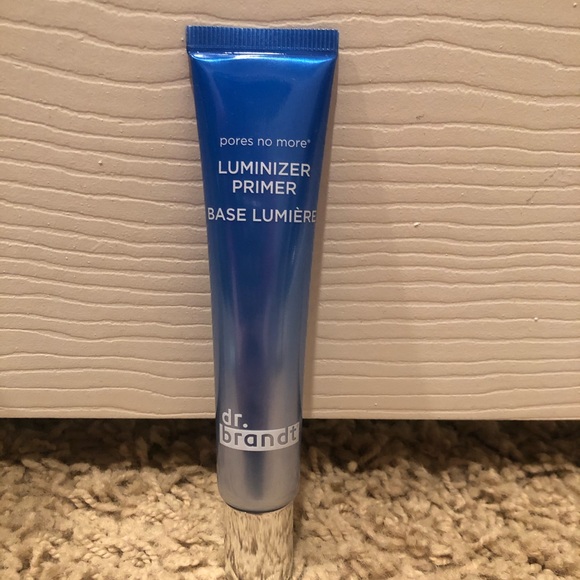 pores no more®
LUMINIZER
PRIMER
BASE LUMIÈRE
dr.
brandt